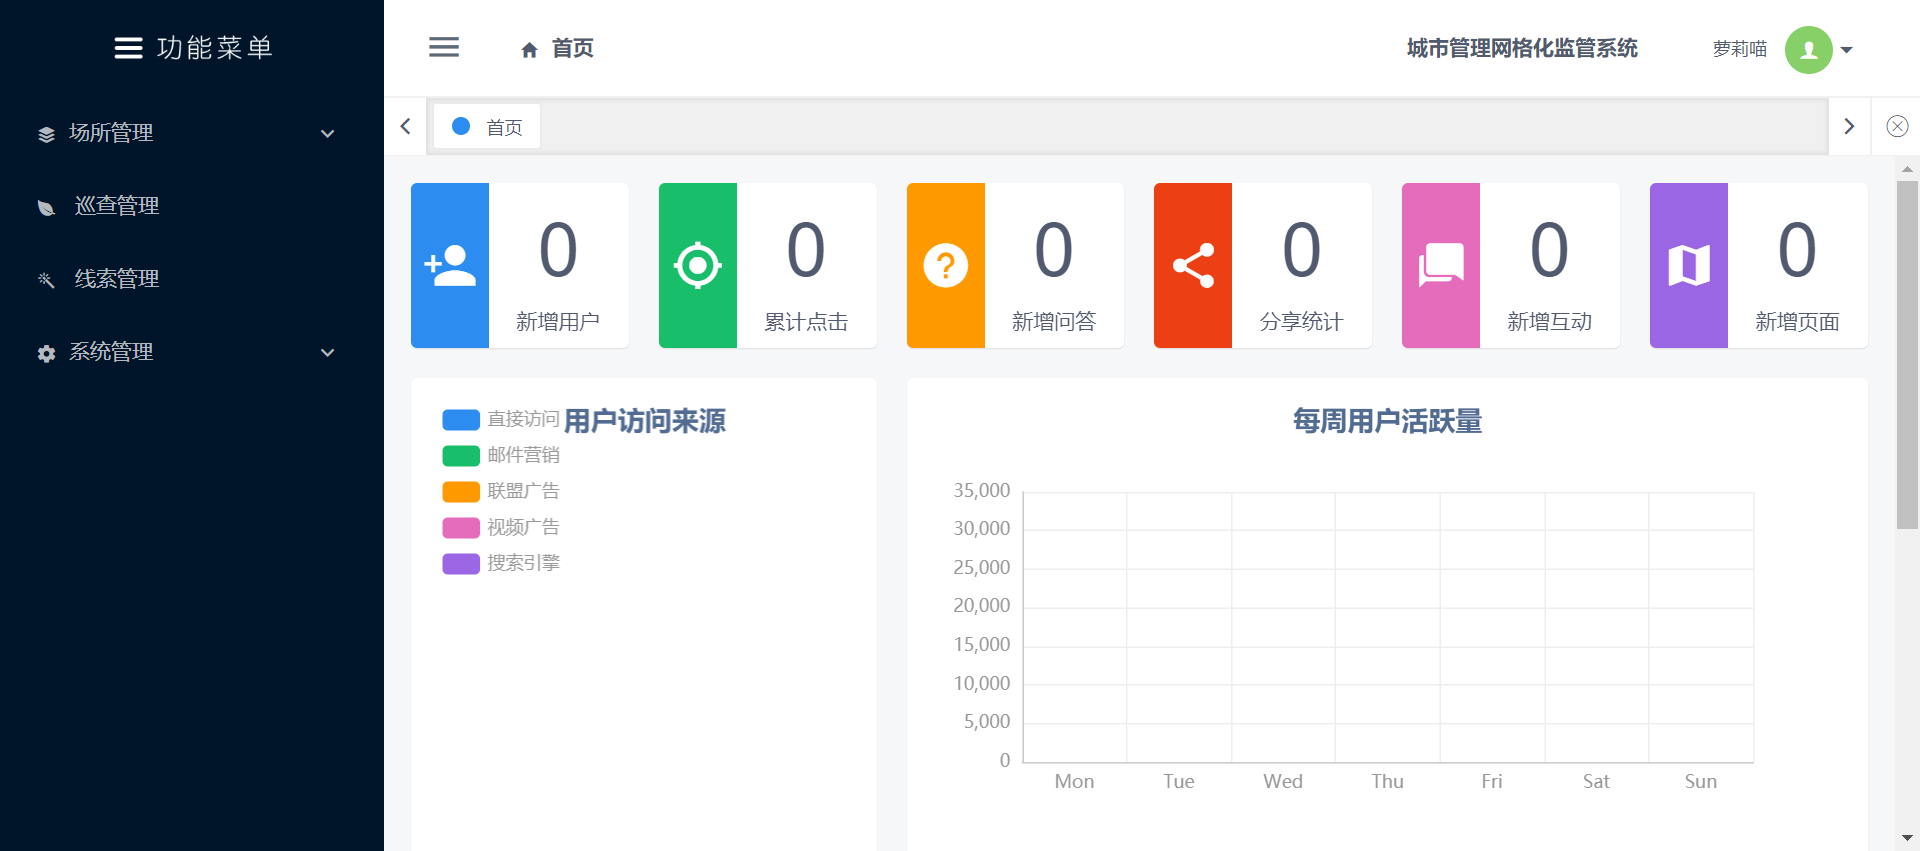 功能菜单
场所管理
巡查管理
线索管理
系统管理
首页
城市管理网格化监管系统
萝莉喵
首页
0
新增用户
0
累计点击
0
新增问答
0
分享统计
0
新增互动
0
新增页面
用户访问来源
直接访问
邮件营销
联盟广告
视频广告
搜索引擎
每周用户活跃量
35,000
30,000
25,000
20,000
15,000
10,000
5,000
0
Mon Tue Wed Thu Fri Sat Sun